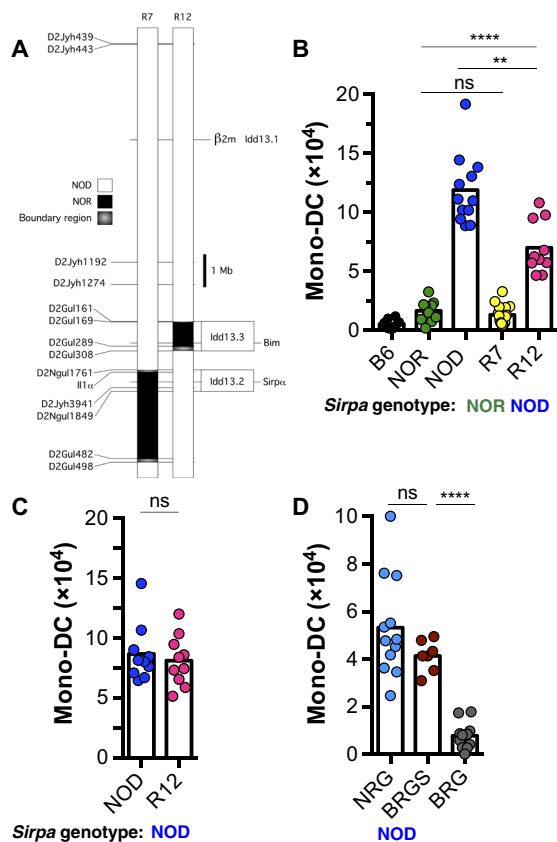 A
R7 R12
D2Jyh439
D2Jyh443
β2m Idd13.1
NOD
NOR
Boundary region
D2Jyh1192
D2Jyh1274
1 Mb
D2Gul161
D2Gul169
D2Gul289
D2Gul308
Idd13.3
Bim
D2Ngul1761
Il1α
D2Jyh3941
D2Ngul1849
Idd13.2
Sirpα
D2Gul482
D2Gul498
B
****
**
ns
Mono-DC (×10⁴)
20
15
10
5
0
B6 NOR NOD R7 R12
Sirpa genotype: NOR NOD
C
ns
Mono-DC (×10⁴)
20
15
10
5
0
NOD R12
Sirpa genotype: NOD
D
ns ****
Mono-DC (×10⁴)
10
8
6
4
2
0
NRG BRGS BRG
NOD